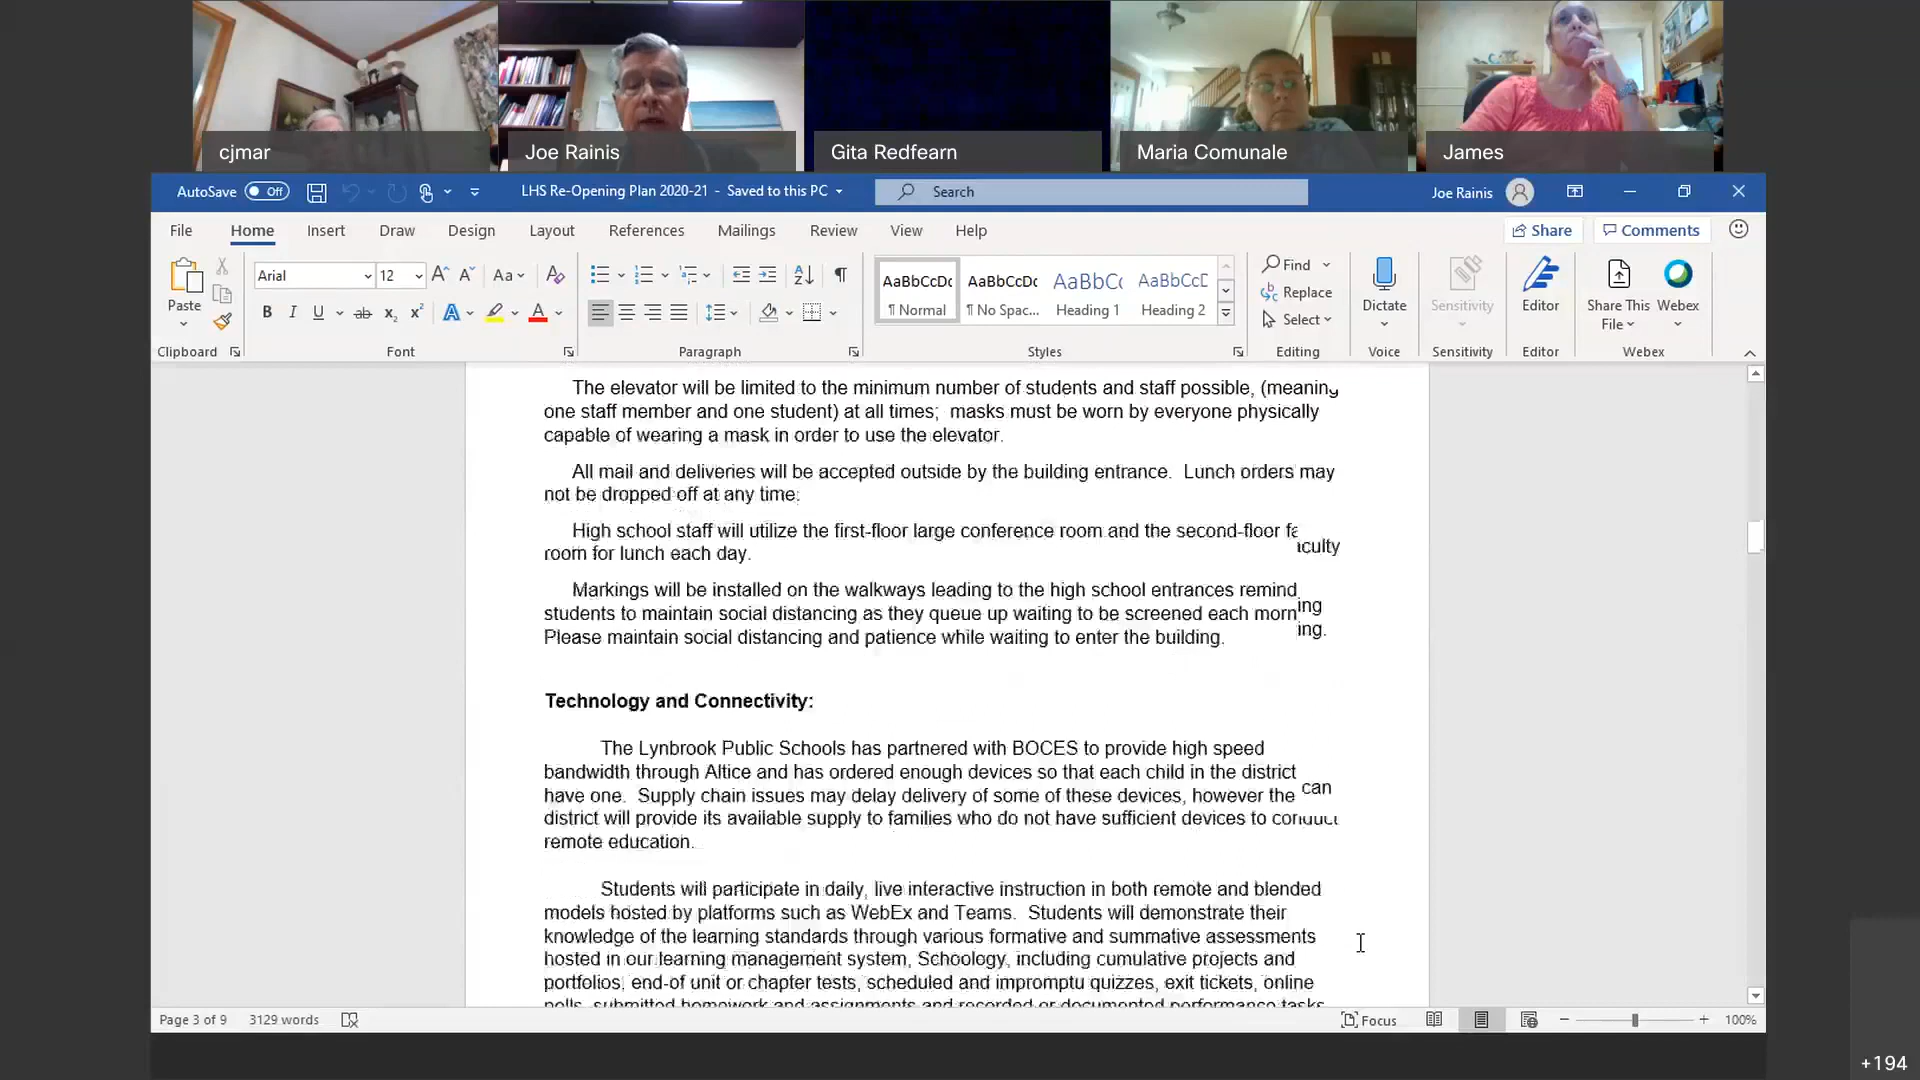 cjmar
Joe Rainis
Gita Redfearn
Maria Comunale
James
AutoSave Off
LHS Re-Opening Plan 2020-21 - Saved to this PC
Search
Joe Rainis
File Home Insert Draw Design Layout References Mailings Review View Help
Share Comments
Paste
Arial 12
Aa
AaBbCcDc AaBbCcDc AaBbCc AaBbCcD
¶ Normal ¶ No Spac... Heading 1 Heading 2
Find
Replace
Select
Dictate Sensitivity Editor Share This File Webex
Clipboard Font Paragraph Styles Editing Voice Sensitivity Editor Webex
The elevator will be limited to the minimum number of students and staff possible, (meaning
one staff member and one student) at all times; masks must be worn by everyone physically
capable of wearing a mask in order to use the elevator.
All mail and deliveries will be accepted outside by the building entrance. Lunch orders may
not be dropped off at any time.
High school staff will utilize the first-floor large conference room and the second-floor faculty
room for lunch each day.
Markings will be installed on the walkways leading to the high school entrances reminding
students to maintain social distancing as they queue up waiting to be screened each morning.
Please maintain social distancing and patience while waiting to enter the building.
Technology and Connectivity:
The Lynbrook Public Schools has partnered with BOCES to provide high speed
bandwidth through Altice and has ordered enough devices so that each child in the district can
have one. Supply chain issues may delay delivery of some of these devices, however the
district will provide its available supply to families who do not have sufficient devices to conduct
remote education.
Students will participate in daily, live interactive instruction in both remote and blended
models hosted by platforms such as WebEx and Teams. Students will demonstrate their
knowledge of the learning standards through various formative and summative assessments
hosted in our learning management system, Schoology, including cumulative projects and
portfolios, end-of unit or chapter tests, scheduled and impromptu quizzes, exit tickets, online
polls, submitted homework and assignments and recorded or documented performance tasks
Page 3 of 9 3129 words
Focus
100%
+194